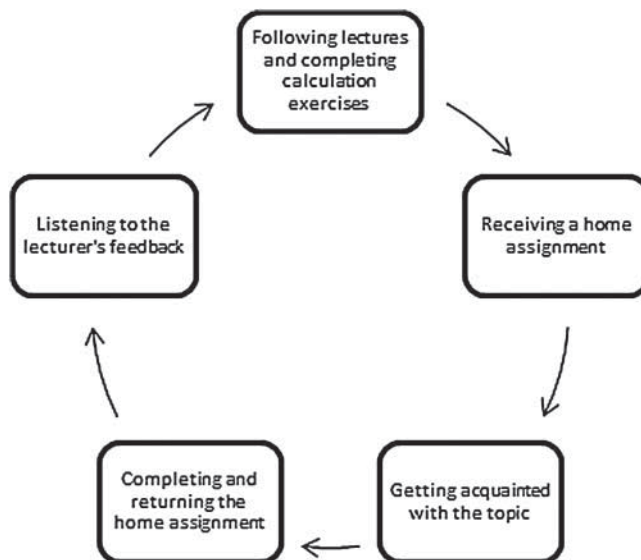 Following lectures
and completing
calculation
exercises
Receiving a home
assignment
Getting acquainted
with the topic
Completing and
returning the
home assignment
Listening to the
lecturer's feedback